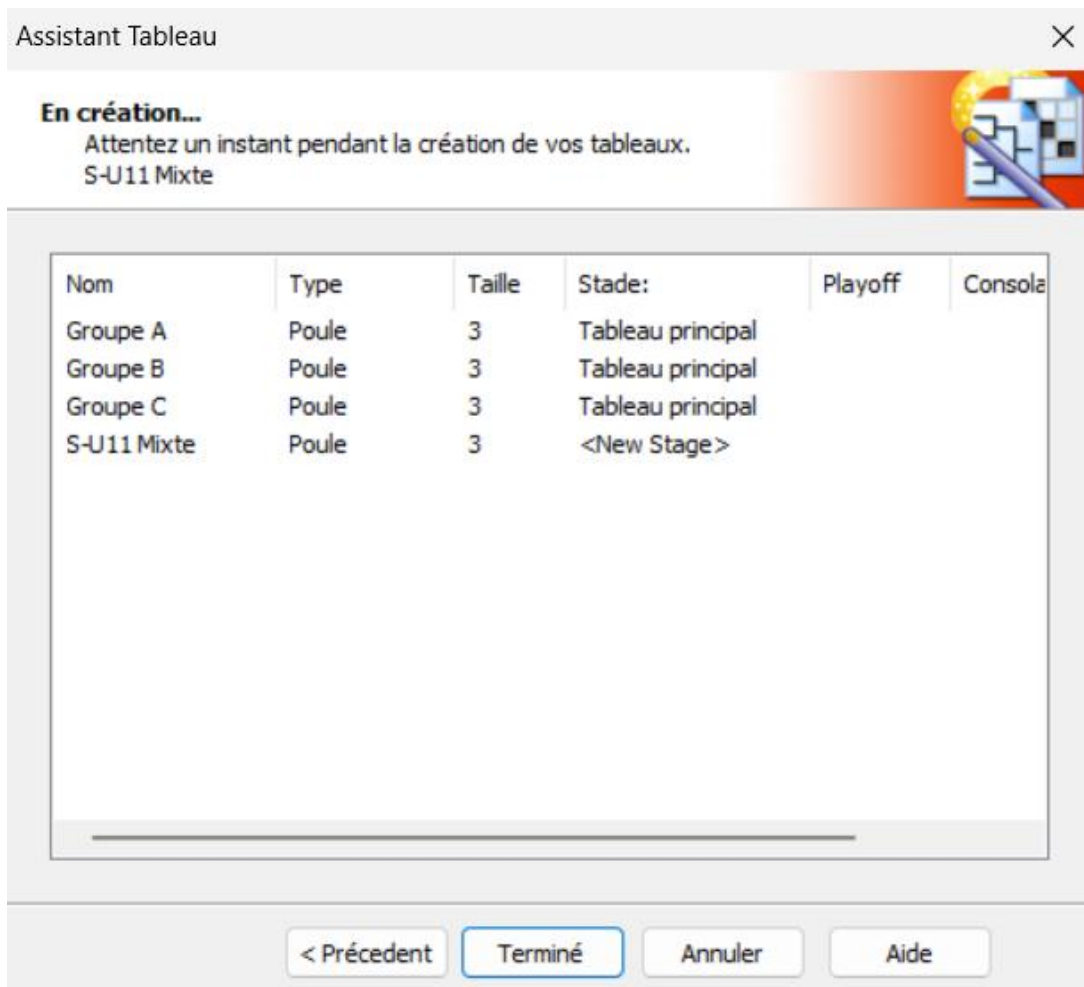 Assistant Tableau
En création...
Attentez un instant pendant la création de vos tableaux.
S-U11 Mixte
Nom Type Taille Stade: Playoff Consola
Groupe A Poule 3 Tableau principal
Groupe B Poule 3 Tableau principal
Groupe C Poule 3 Tableau principal
S-U11 Mixte Poule 3 <New Stage>
< Précedent Terminé Annuler Aide